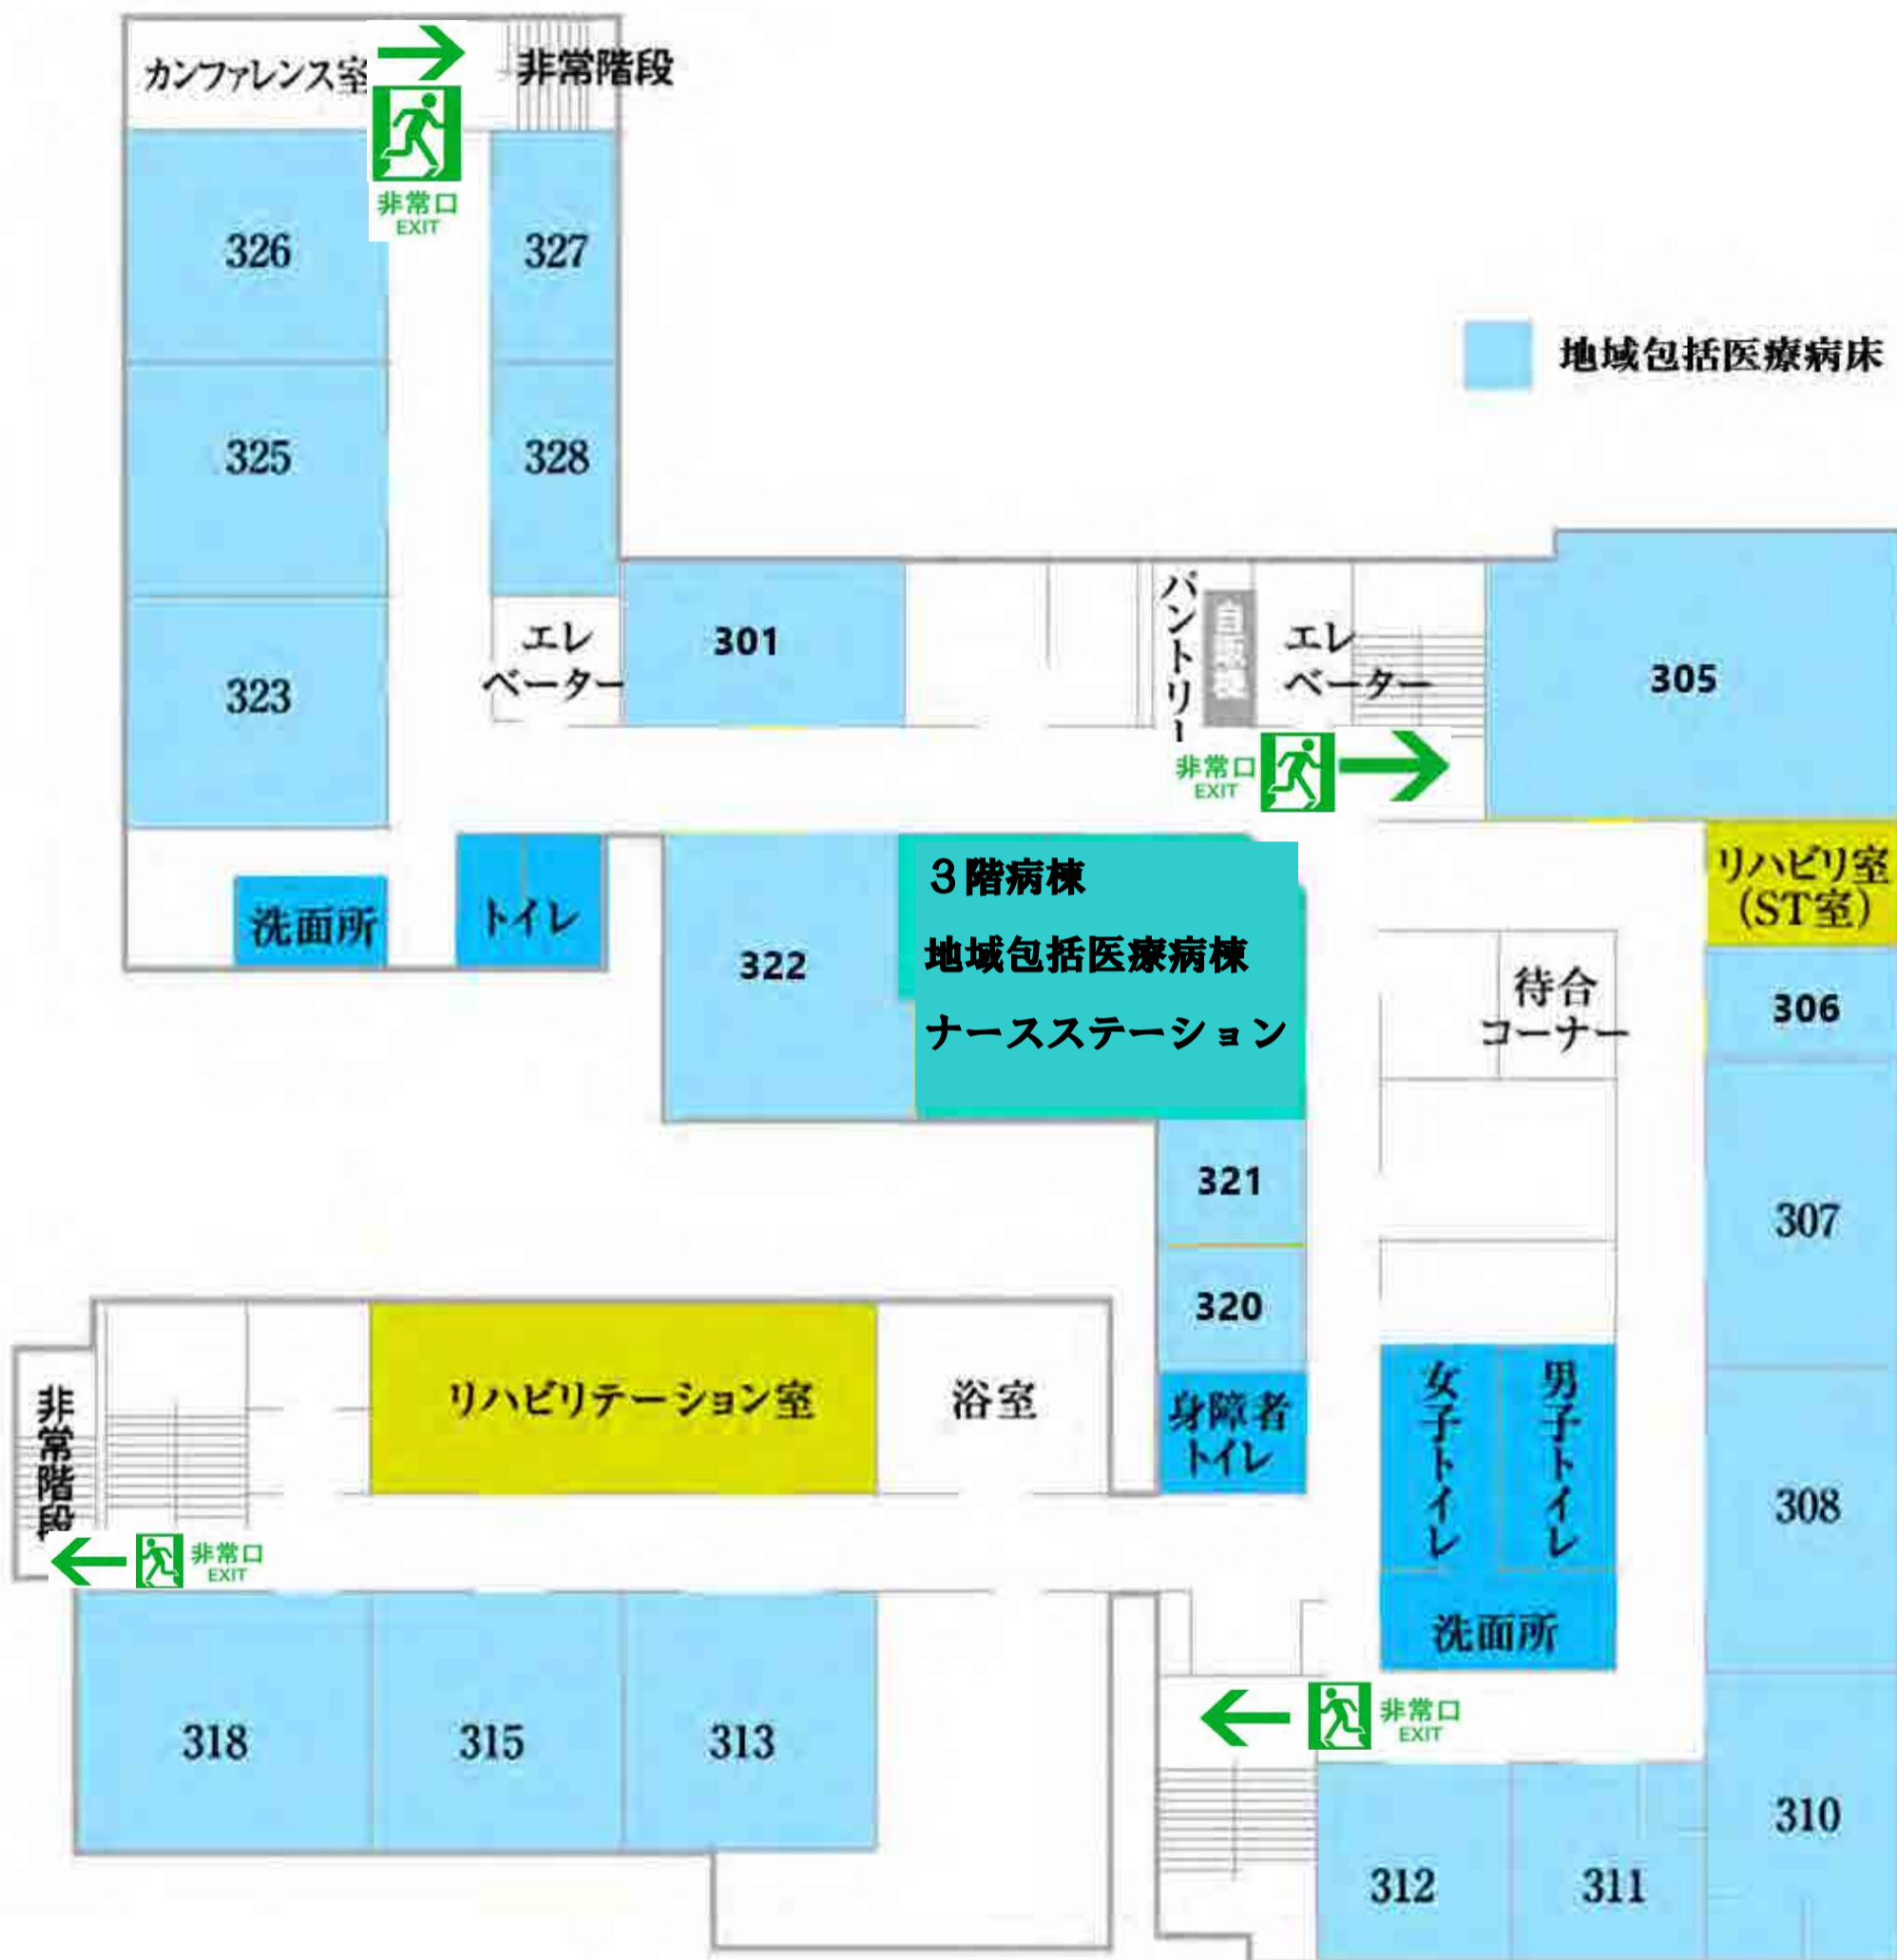 カンファレンス室
非常階段
非常口
EXIT
326
327
325
328
地域包括医療病床
323
エレ
ベーター
301
パントリー
自販機
エレ
ベーター
305
非常口
EXIT
洗面所
トイレ
322
3階病棟
地域包括医療病棟
ナースステーション
リハビリ室
(ST室)
待合
コーナー
306
321
307
320
非常階段
リハビリテーション室
浴室
身障者
トイレ
女子トイレ
男子トイレ
308
非常口
EXIT
洗面所
318
315
313
非常口
EXIT
310
312
311